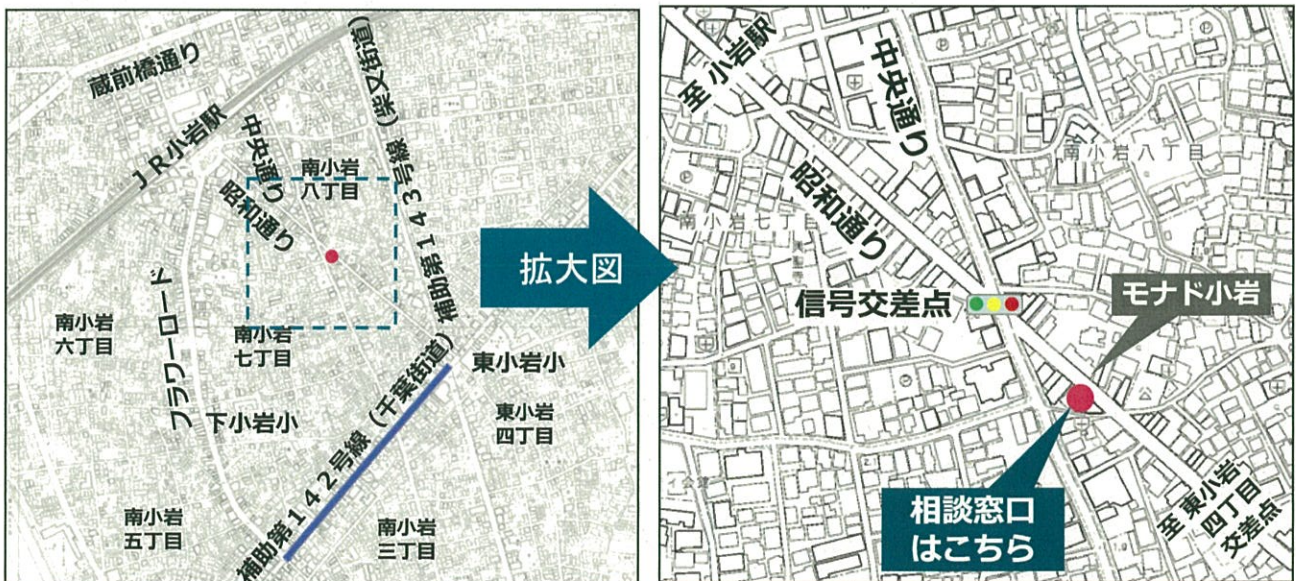 蔵前橋通り
JR小岩駅
中央通り
昭和通り
南小岩
八丁目
補助第143号線(柴又街道)
フラワーロード
南小岩
六丁目
南小岩
七丁目
下小岩小
東小岩小
東小岩
四丁目
補助第142号線(千葉街道)
南小岩
五丁目
南小岩
三丁目
拡大図
至 小岩駅
中央通り
昭和通り
南小岩八丁目
南小岩七丁目
信号交差点
モナド小岩
相談窓口
はこちら
至 東小岩
四丁目
交差点